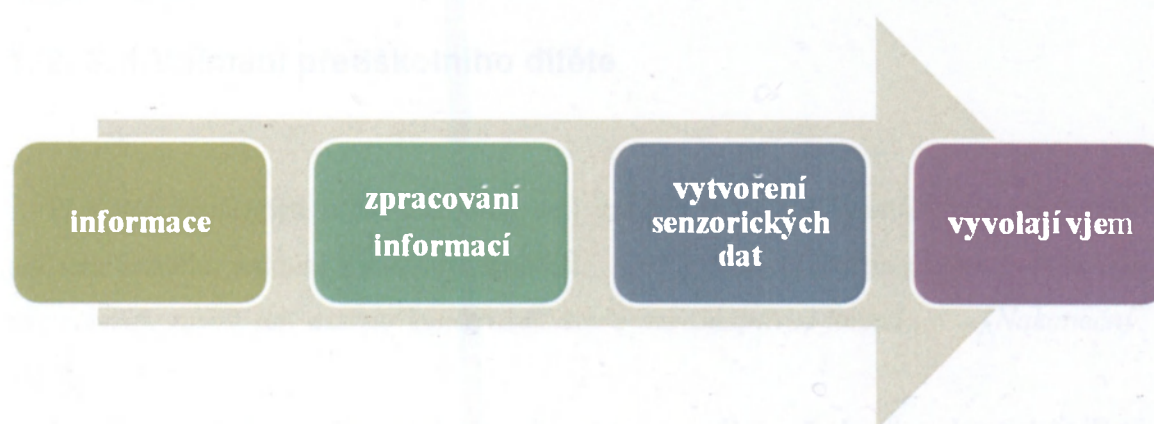 informace
zpracování
informací
vytvoření
senzorických
dat
vyvolají vjem